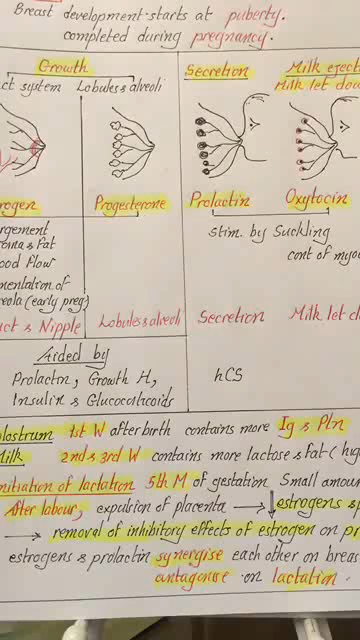 Breast development starts at puberty.
completed during pregnancy.
Growth
Secretion
Milk eject
ct system Lobules & alveoli
Milk let dow
rogen
Progesterone
Prolactin
Oxytocin
argement
Stim. by Suckling
roma & Fat
cont of myo
ood Flow
mentation of
eola (early preg)
uct & Nipple
Lobules & alveoli
Secretion
Milk let d
Aided by
Prolactin, Growth H,
Insulin & Glucocorticoids
hCS
olostrum 1st W after birth contains more Ig & Ptn
Milk 2nd & 3rd W contains more lactose & fat (hig
nitiation of lactation 5th M of gestation Small amoun
After labour, expulsion of placenta → ↓ estrogens & p
→ removal of inhibitory effects of estrogen on pr
estrogens & prolactin synergise each other on breas
antagonise on lactation.